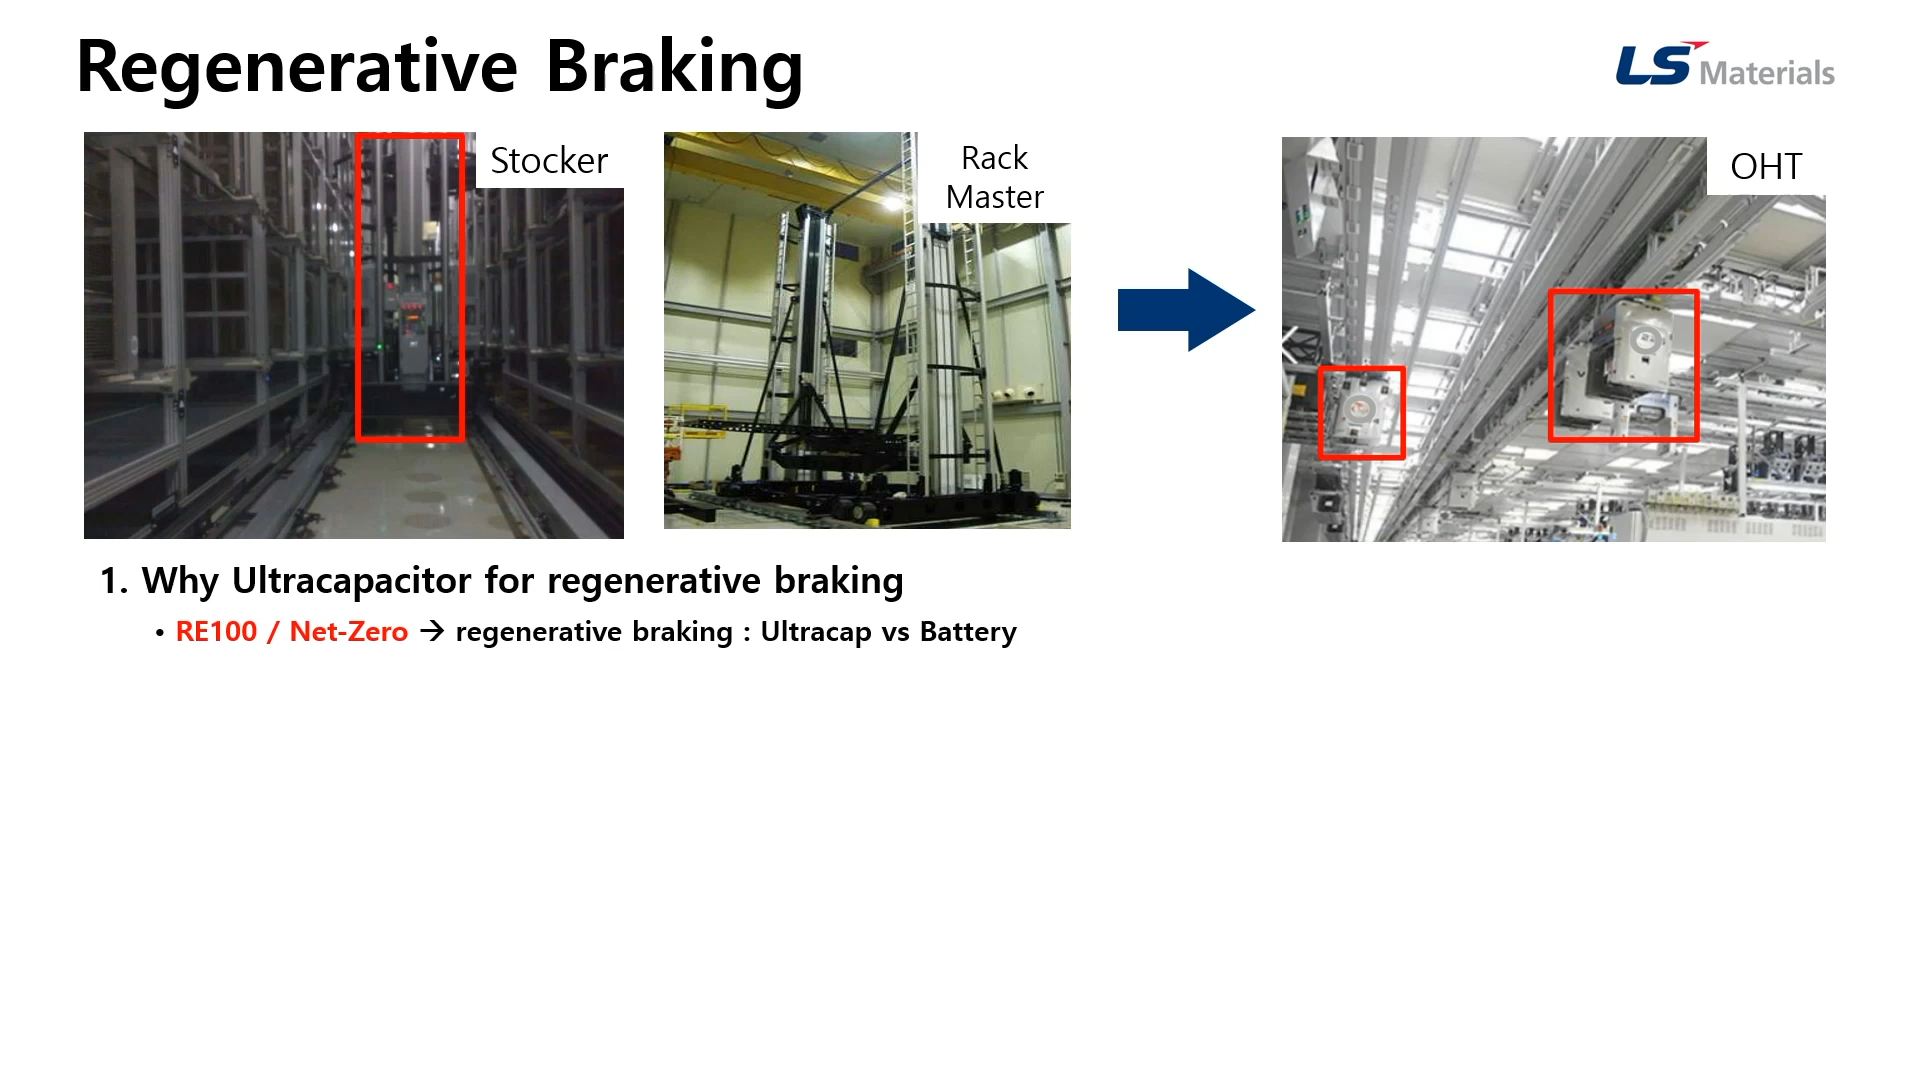 Regenerative Braking
LS Materials
Stocker
Rack
Master
OHT
1. Why Ultracapacitor for regenerative braking
• RE100 / Net-Zero → regenerative braking : Ultracap vs Battery